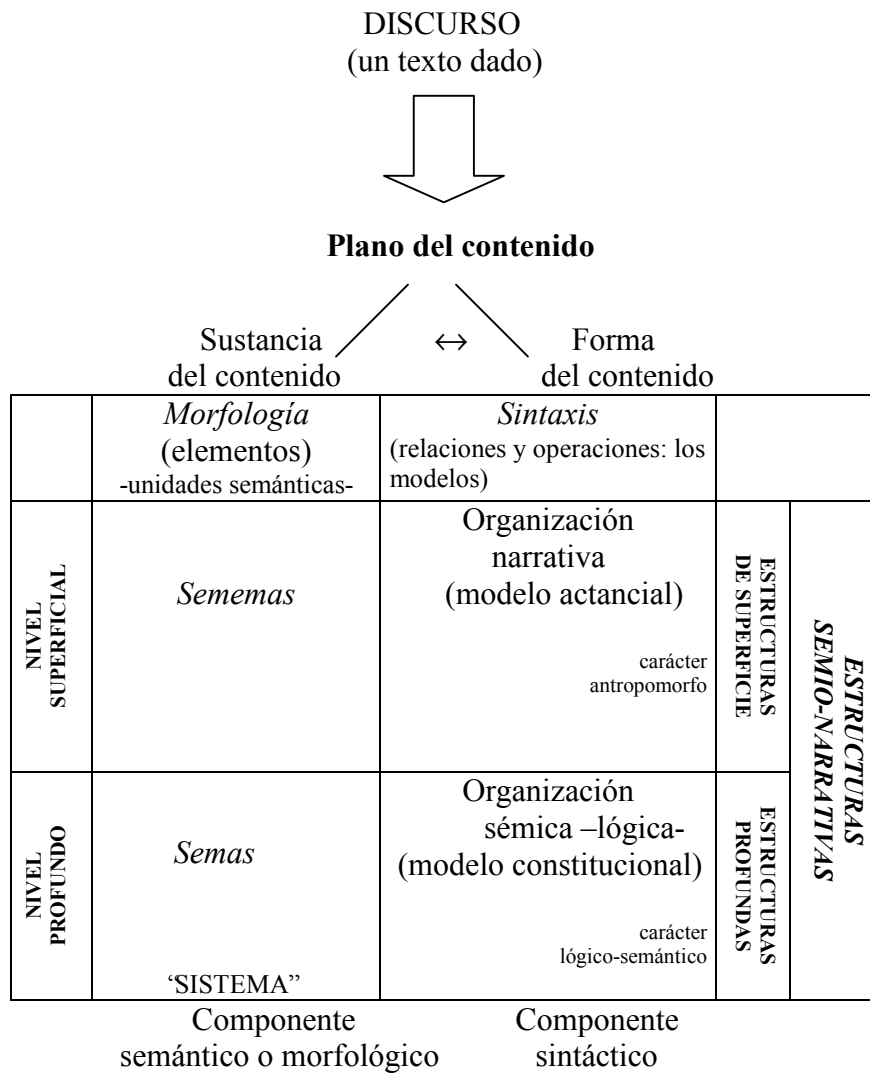 DISCURSO
(un texto dado)
Plano del contenido
Sustancia
del contenido
↔
Forma
del contenido
Morfología
(elementos)
-unidades semánticas-
Sintaxis
(relaciones y operaciones: los
modelos)
NIVEL
SUPERFICIAL
Sememas
Organización
narrativa
(modelo actancial)
carácter
antropomorfo
ESTRUCTURAS
DE SUPERFICIE
ESTRUCTURAS
SEMIO-NARRATIVAS
NIVEL
PROFUNDO
Semas
"SISTEMA"
Organización
sémica –lógica-
(modelo constitucional)
carácter
lógico-semántico
ESTRUCTURAS
PROFUNDAS
Componente
semántico o morfológico
Componente
sintáctico